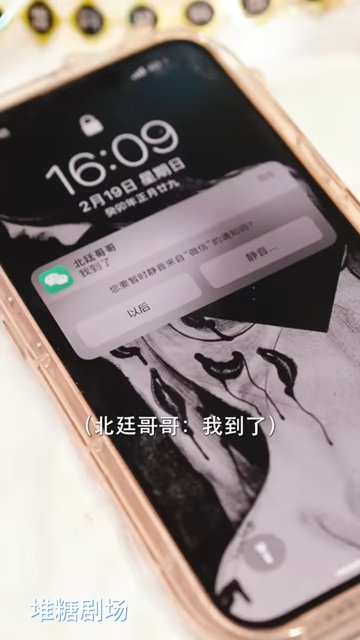 16:09
2月19日 星期日
癸卯年正月廿九
北廷哥哥
我到了
您要暂时静音来自“微信”的通知吗?
以后
静音...
（北廷哥哥：我到了）
堆糖剧场